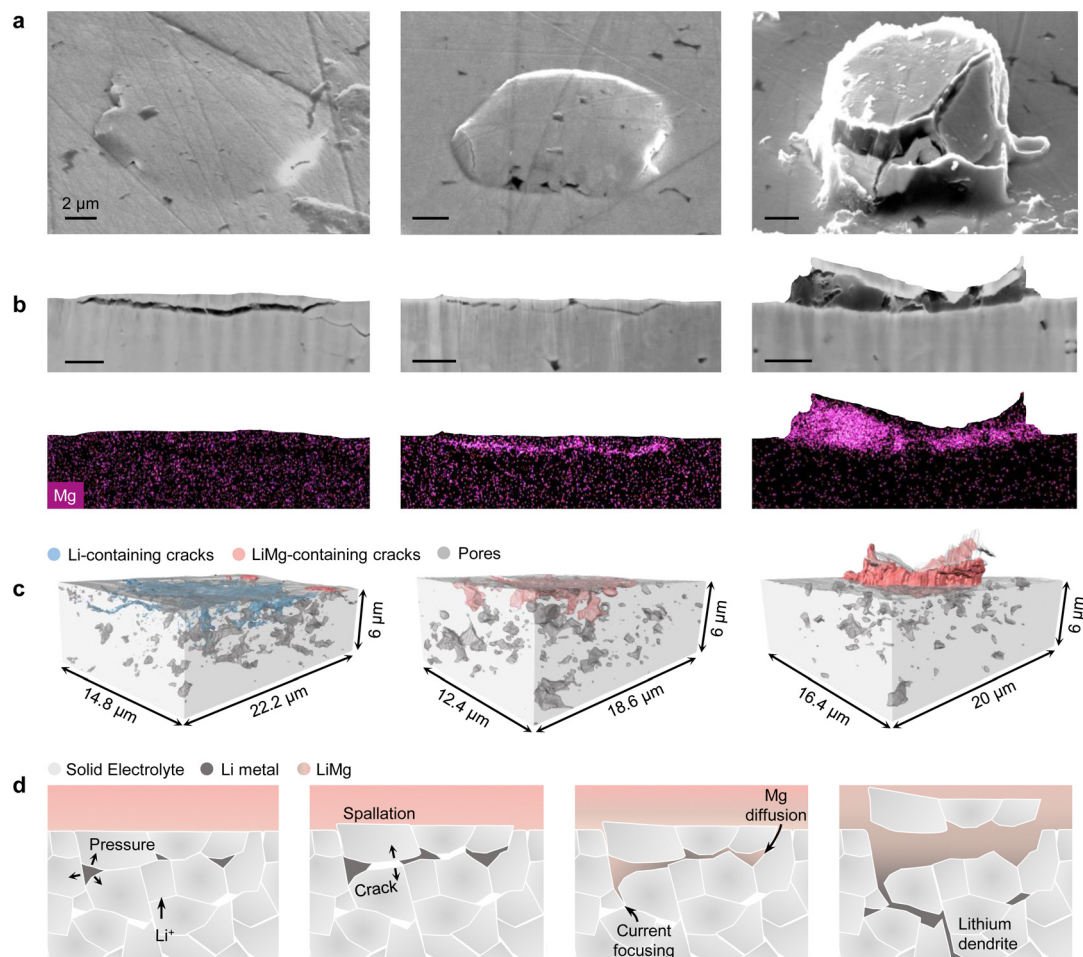 a
2 µm
b
Mg
Li-containing cracks LiMg-containing cracks Pores
c
6 µm
14.8 µm
22.2 µm
6 µm
12.4 µm
18.6 µm
6 µm
16.4 µm
20 µm
Solid Electrolyte Li metal LiMg
d
Pressure
Li⁺
Spallation
Crack
Mg
diffusion
Current
focusing
Lithium
dendrite